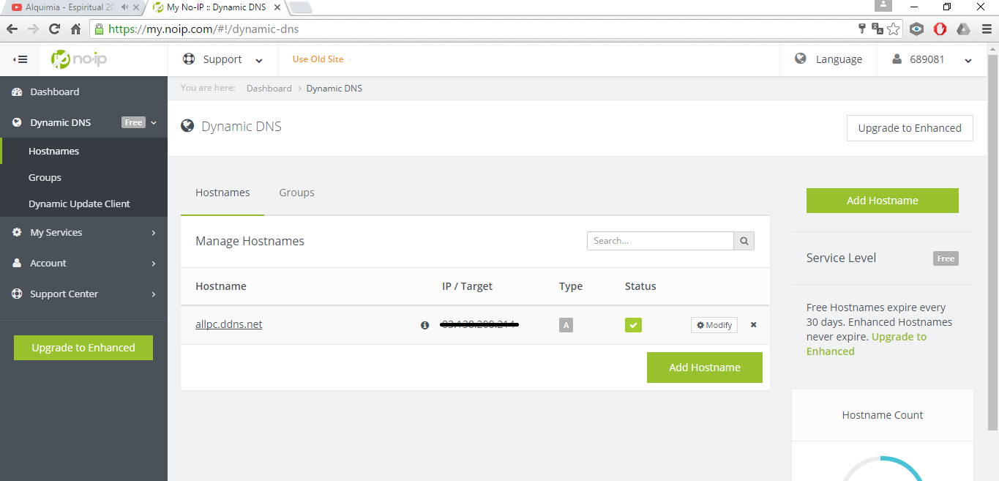 Alquimia - Espiritual 20
My No-IP :: Dynamic DNS
https://my.noip.com/#!/dynamic-dns
no-ip
Support
Use Old Site
Language
689081
You are here: Dashboard > Dynamic DNS
Dashboard
Dynamic DNS Free
Hostnames
Groups
Dynamic Update Client
My Services
Account
Support Center
Upgrade to Enhanced
Dynamic DNS
Upgrade to Enhanced
Hostnames Groups
Manage Hostnames
Search...
Hostname IP / Target Type Status
allpc.ddns.net A Modify
Add Hostname
Add Hostname
Service Level Free
Free Hostnames expire every
30 days. Enhanced Hostnames
never expire. Upgrade to
Enhanced
Hostname Count